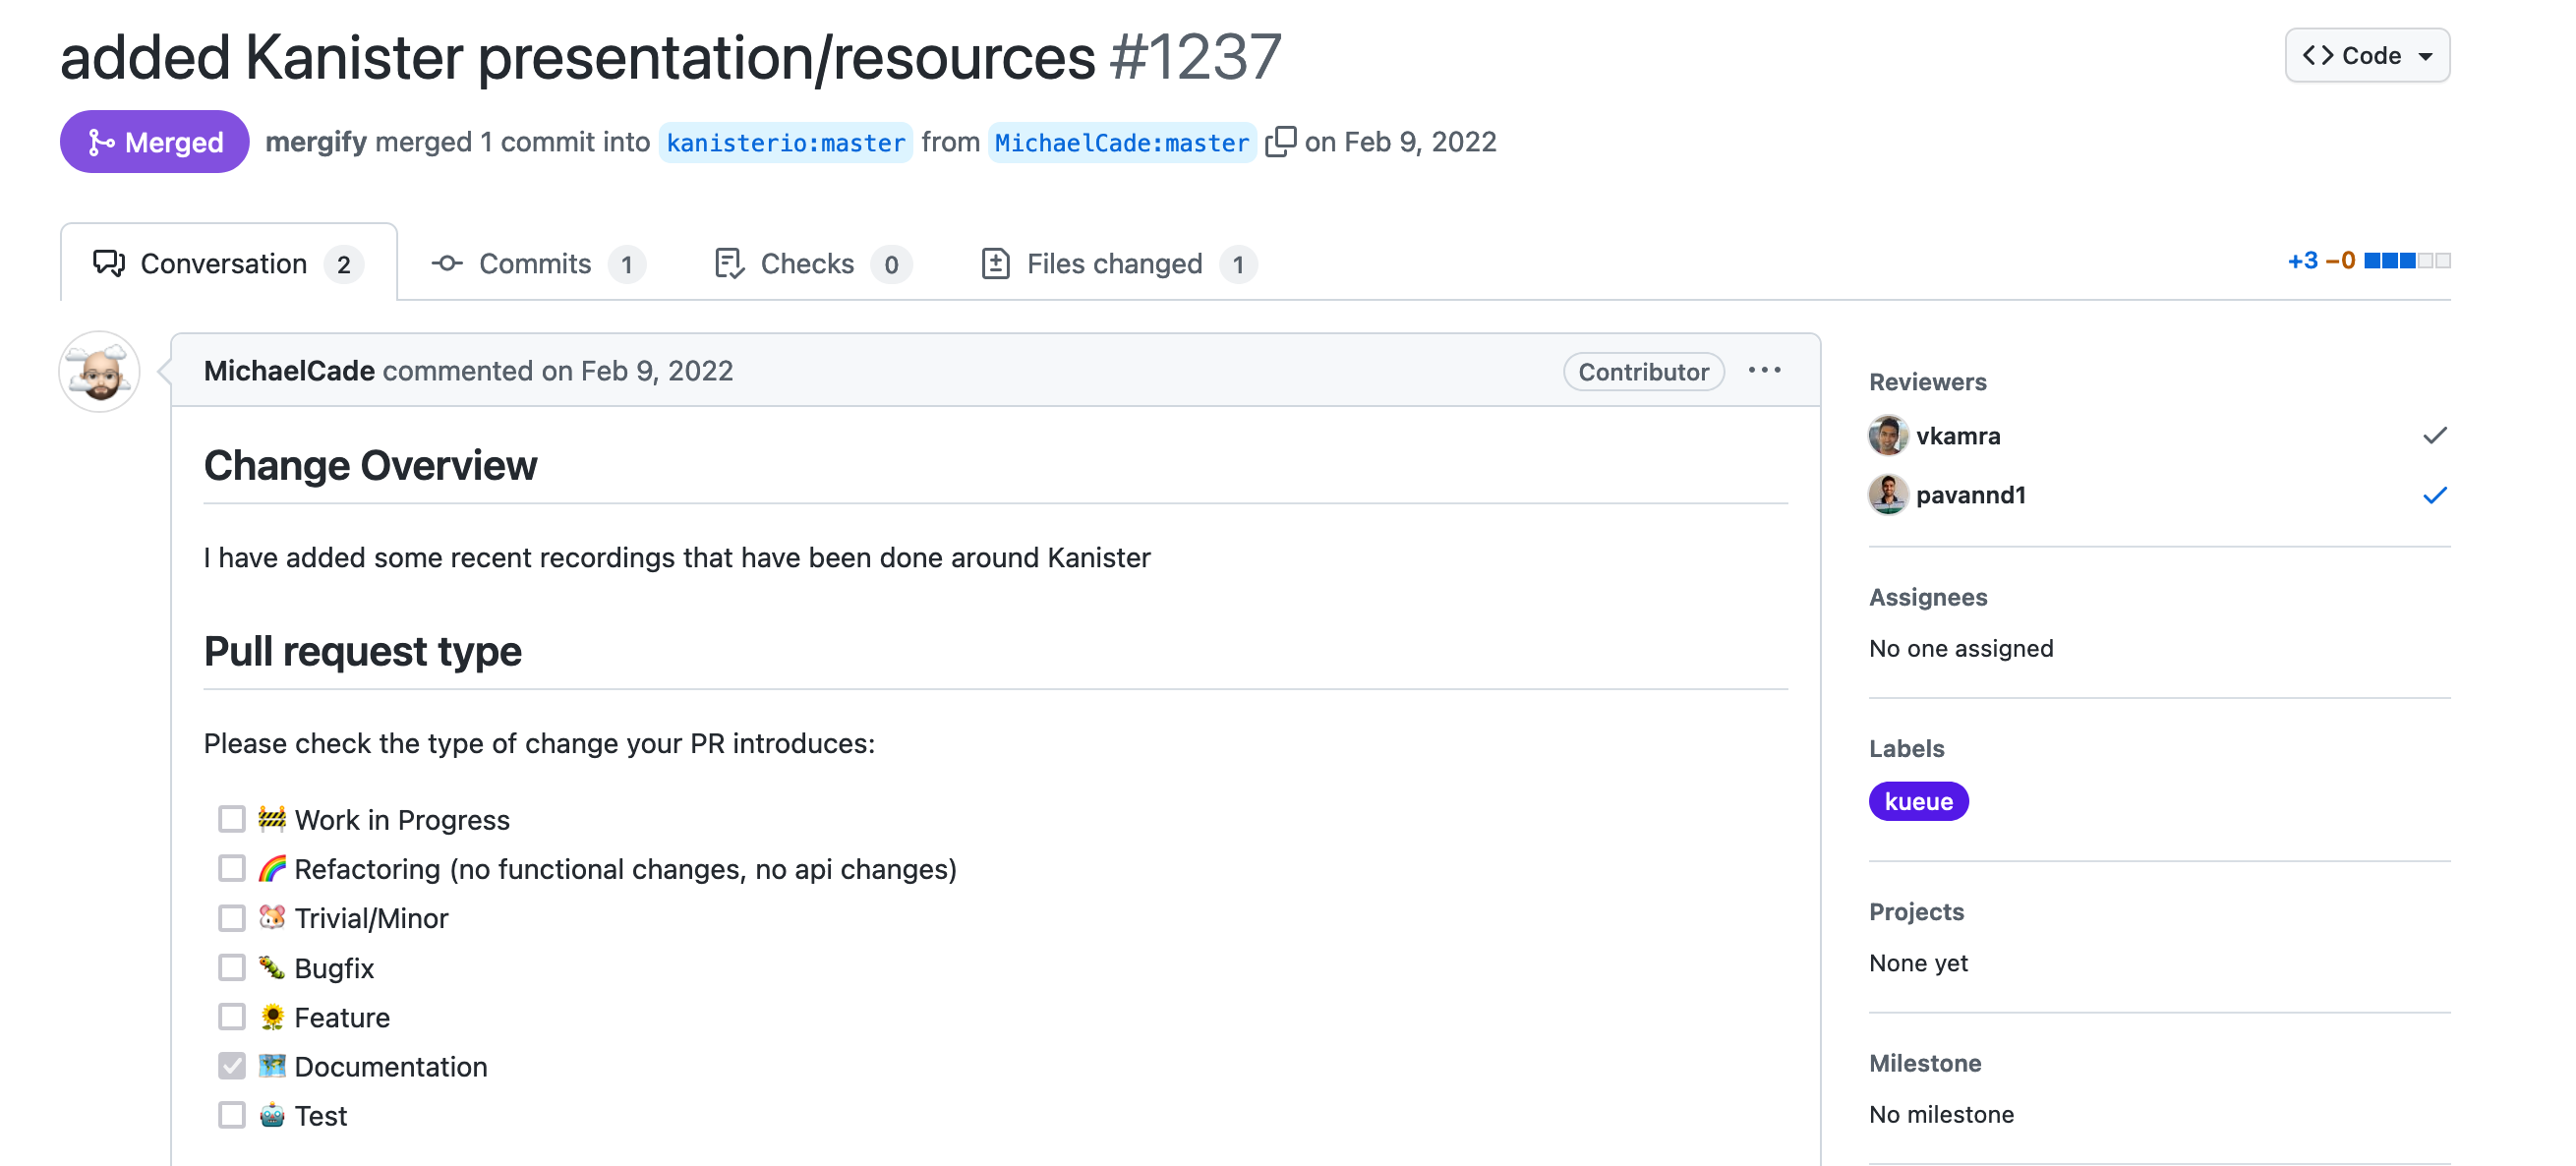 added Kanister presentation/resources #1237
Code
Merged mergify merged 1 commit into kanisterio:master from MichaelCade:master on Feb 9, 2022
Conversation 2 Commits 1 Checks 0 Files changed 1 +3 −0
MichaelCade commented on Feb 9, 2022 Contributor
Change Overview
I have added some recent recordings that have been done around Kanister
Pull request type
Please check the type of change your PR introduces:
Work in Progress
Refactoring (no functional changes, no api changes)
Trivial/Minor
Bugfix
Feature
Documentation
Test
Reviewers
vkamra
pavannd1
Assignees
No one assigned
Labels
kueue
Projects
None yet
Milestone
No milestone